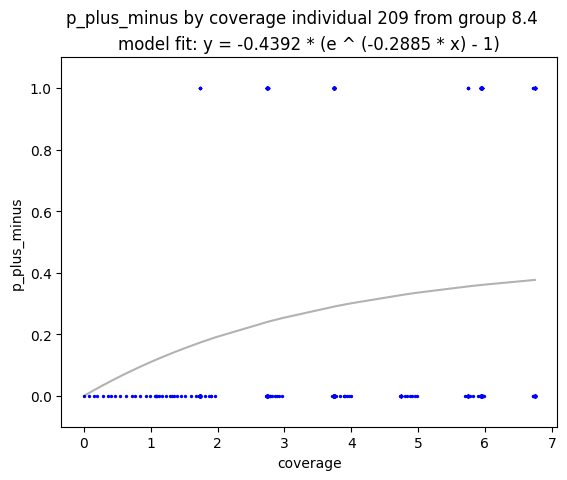 p_plus_minus by coverage individual 209 from group 8.4
model fit: y = -0.4392 * (e ^ (-0.2885 * x) - 1)
p_plus_minus
1.0
0.8
0.6
0.4
0.2
0.0
0 1 2 3 4 5 6 7
coverage